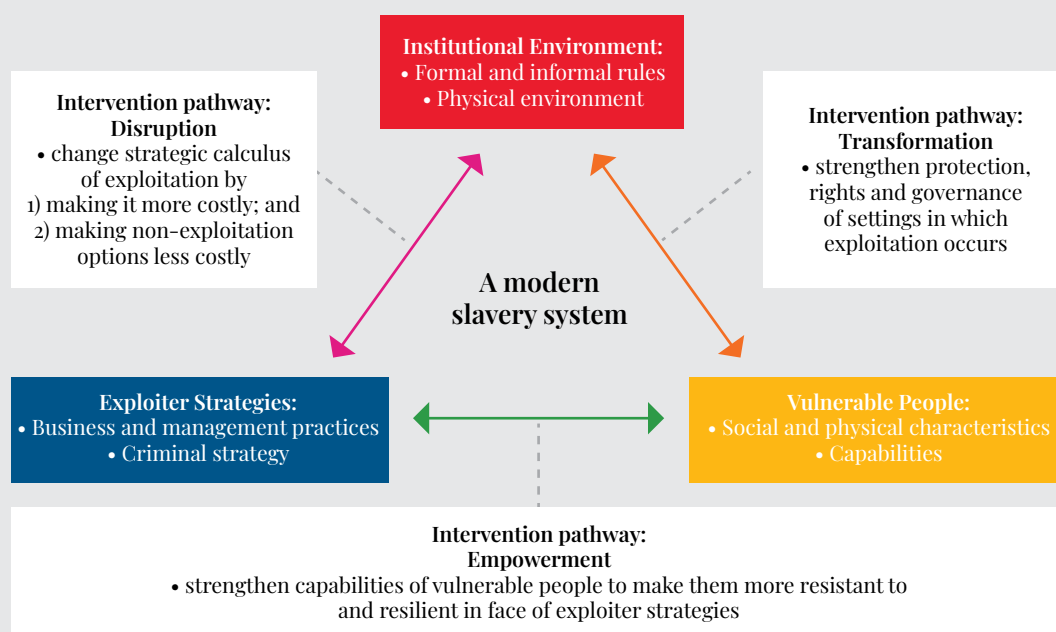 Institutional Environment:
• Formal and informal rules
• Physical environment
Intervention pathway:
Disruption
• change strategic calculus
of exploitation by
1) making it more costly; and
2) making non-exploitation
options less costly
Intervention pathway:
Transformation
• strengthen protection,
rights and governance
of settings in which
exploitation occurs
A modern
slavery system
Exploiter Strategies:
• Business and management practices
• Criminal strategy
Vulnerable People:
• Social and physical characteristics
• Capabilities
Intervention pathway:
Empowerment
• strengthen capabilities of vulnerable people to make them more resistant to
and resilient in face of exploiter strategies